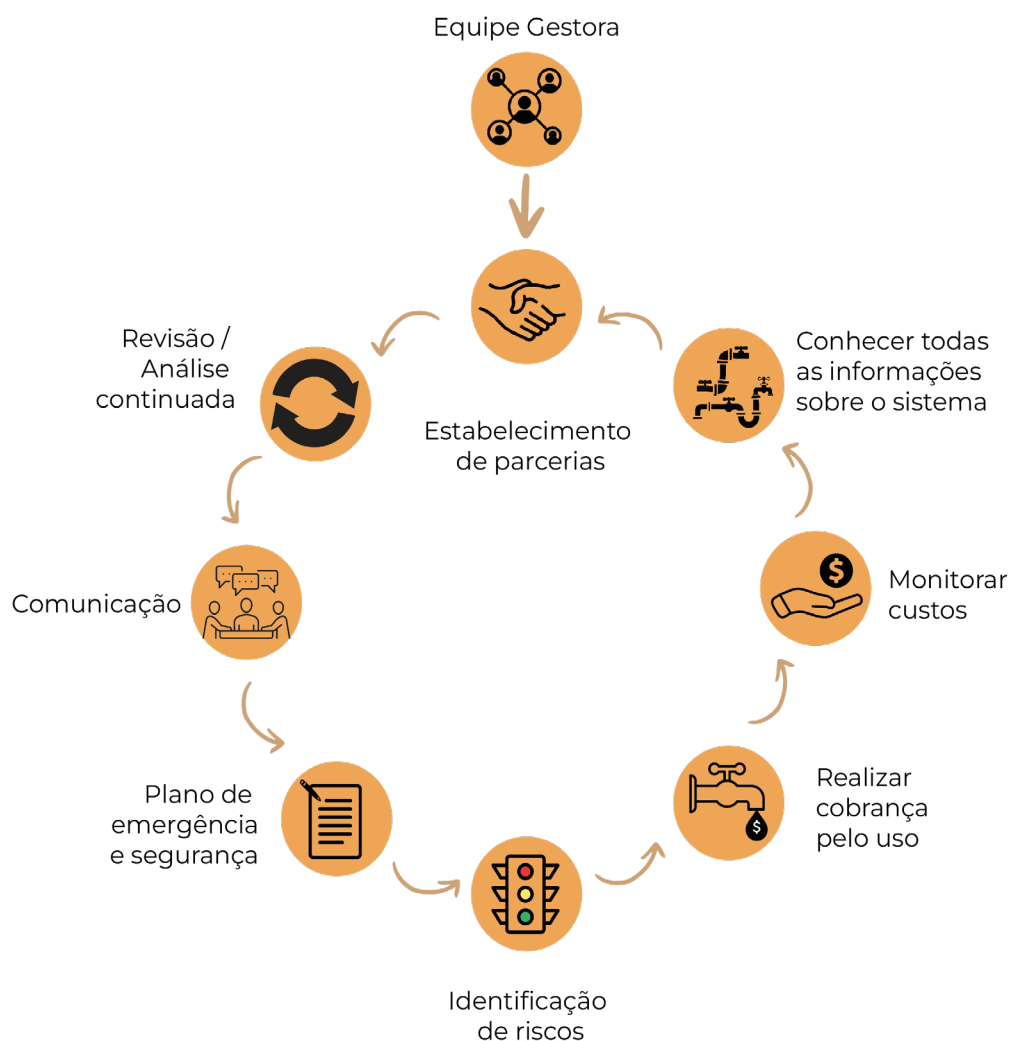 Equipe Gestora
Estabelecimento
de parcerias
Revisão /
Análise
continuada
Comunicação
Plano de
emergência
e segurança
Identificação
de riscos
Realizar
cobrança
pelo uso
$
Monitorar
custos
$
Conhecer todas
as informações
sobre o sistema